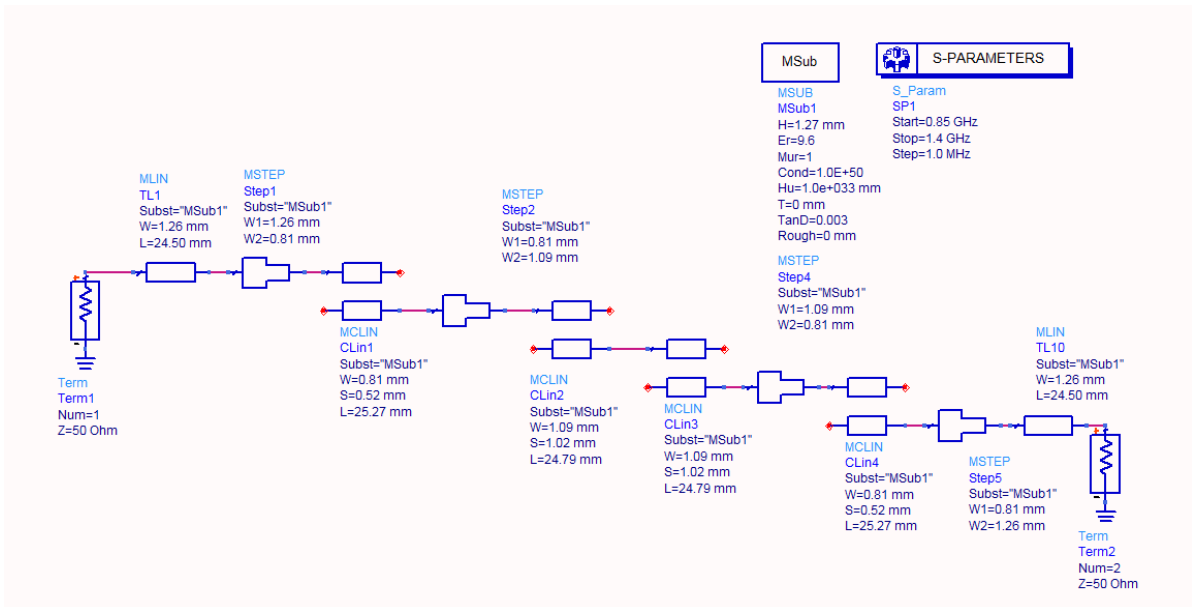 MSub
S-PARAMETERS
MSUB
MSub1
H=1.27 mm
Er=9.6
Mur=1
Cond=1.0E+50
Hu=1.0e+033 mm
T=0 mm
TanD=0.003
Rough=0 mm
S_Param
SP1
Start=0.85 GHz
Stop=1.4 GHz
Step=1.0 MHz
MLIN
TL1
Subst="MSub1"
W=1.26 mm
L=24.50 mm
MSTEP
Step1
Subst="MSub1"
W1=1.26 mm
W2=0.81 mm
MSTEP
Step2
Subst="MSub1"
W1=0.81 mm
W2=1.09 mm
MSTEP
Step4
Subst="MSub1"
W1=1.09 mm
W2=0.81 mm
MLIN
TL10
Subst="MSub1"
W=1.26 mm
L=24.50 mm
Term
Term1
Num=1
Z=50 Ohm
MCLIN
CLin1
Subst="MSub1"
W=0.81 mm
S=0.52 mm
L=25.27 mm
MCLIN
CLin2
Subst="MSub1"
W=1.09 mm
S=1.02 mm
L=24.79 mm
MCLIN
CLin3
Subst="MSub1"
W=1.09 mm
S=1.02 mm
L=24.79 mm
MCLIN
CLin4
Subst="MSub1"
W=0.81 mm
S=0.52 mm
L=25.27 mm
MSTEP
Step5
Subst="MSub1"
W1=0.81 mm
W2=1.26 mm
Term
Term2
Num=2
Z=50 Ohm